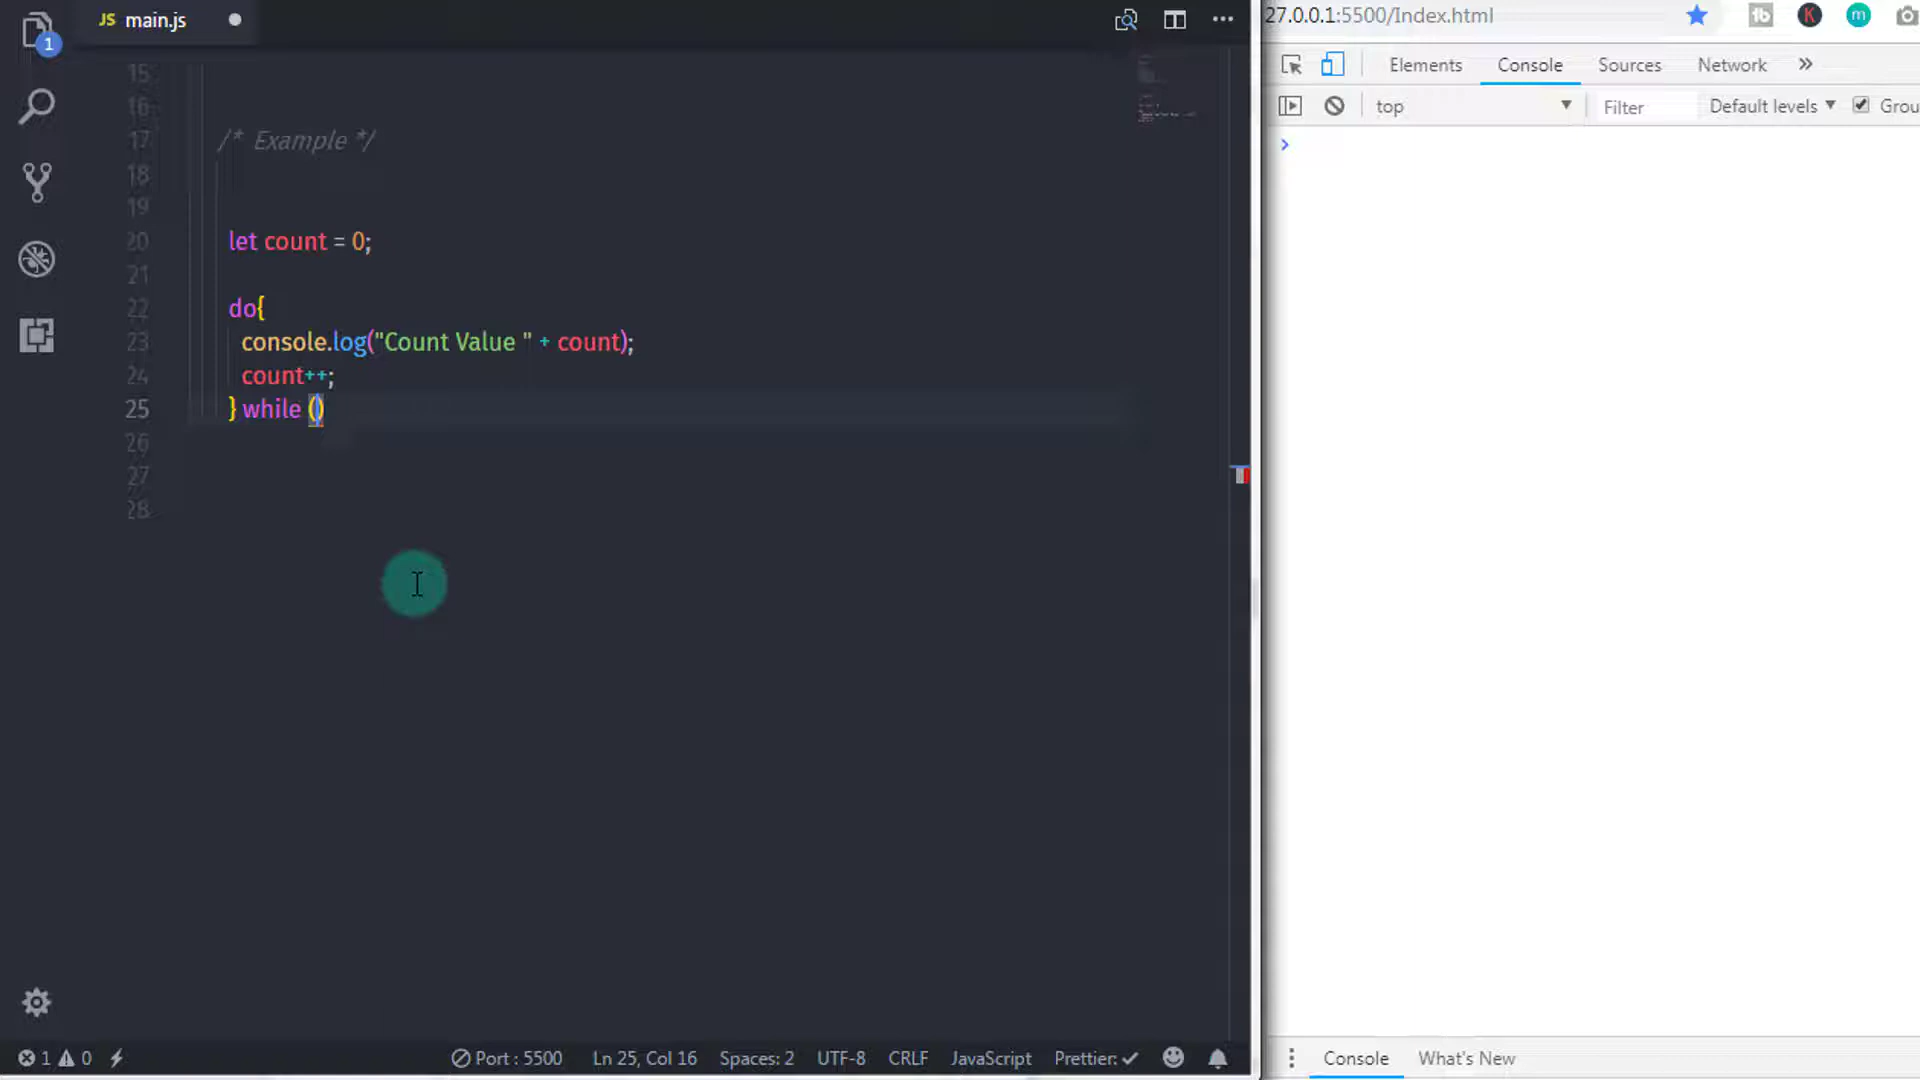 JS main.js
27.0.0.1:5500/Index.html
tb K m
1
Elements Console Sources Network »
top Filter Default levels Grou
15
16
17 /* Example */
18
19
20 let count = 0;
21
22 do{
23 console.log("Count Value " + count);
24 count++;
25 } while ()
26
27
28
1 0 Port : 5500 Ln 25, Col 16 Spaces: 2 UTF-8 CRLF JavaScript Prettier: ✓
Console What's New